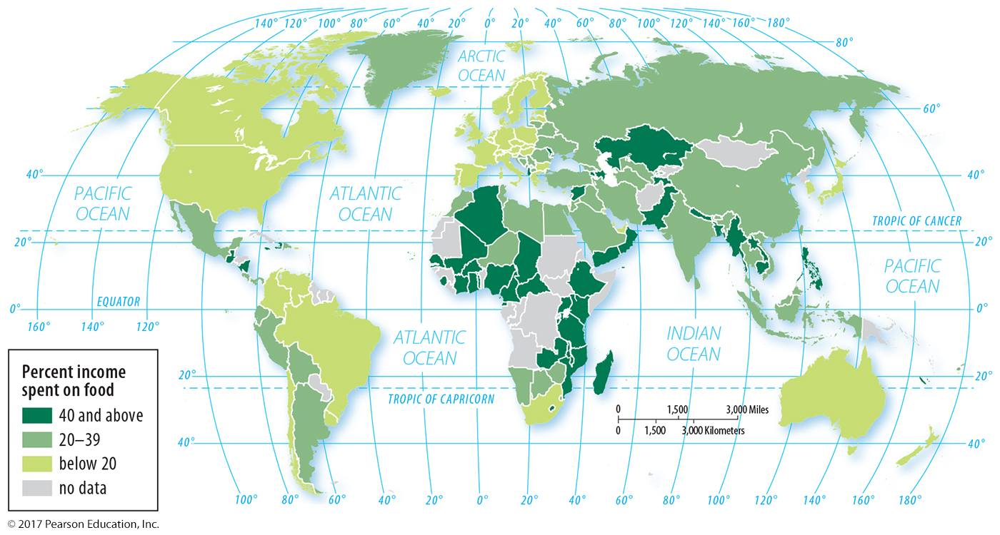 140° 120° 100° 80° 60° 40° 20° 0° 20° 40° 60° 80° 100° 120° 140° 160° 180°
80°
ARCTIC
OCEAN
60°
40°
40°
PACIFIC
OCEAN
ATLANTIC
OCEAN
TROPIC OF CANCER
20°
20°
PACIFIC
OCEAN
EQUATOR
0°
0°
160° 140° 120°
ATLANTIC
OCEAN
INDIAN
OCEAN
20°
20°
TROPIC OF CAPRICORN
0 1,500 3,000 Miles
0 1,500 3,000 Kilometers
40°
40°
100° 80° 60° 40° 20° 0° 20° 40° 60° 80° 100° 120° 140° 160° 180°
Percent income
spent on food
40 and above
20–39
below 20
no data
© 2017 Pearson Education, Inc.